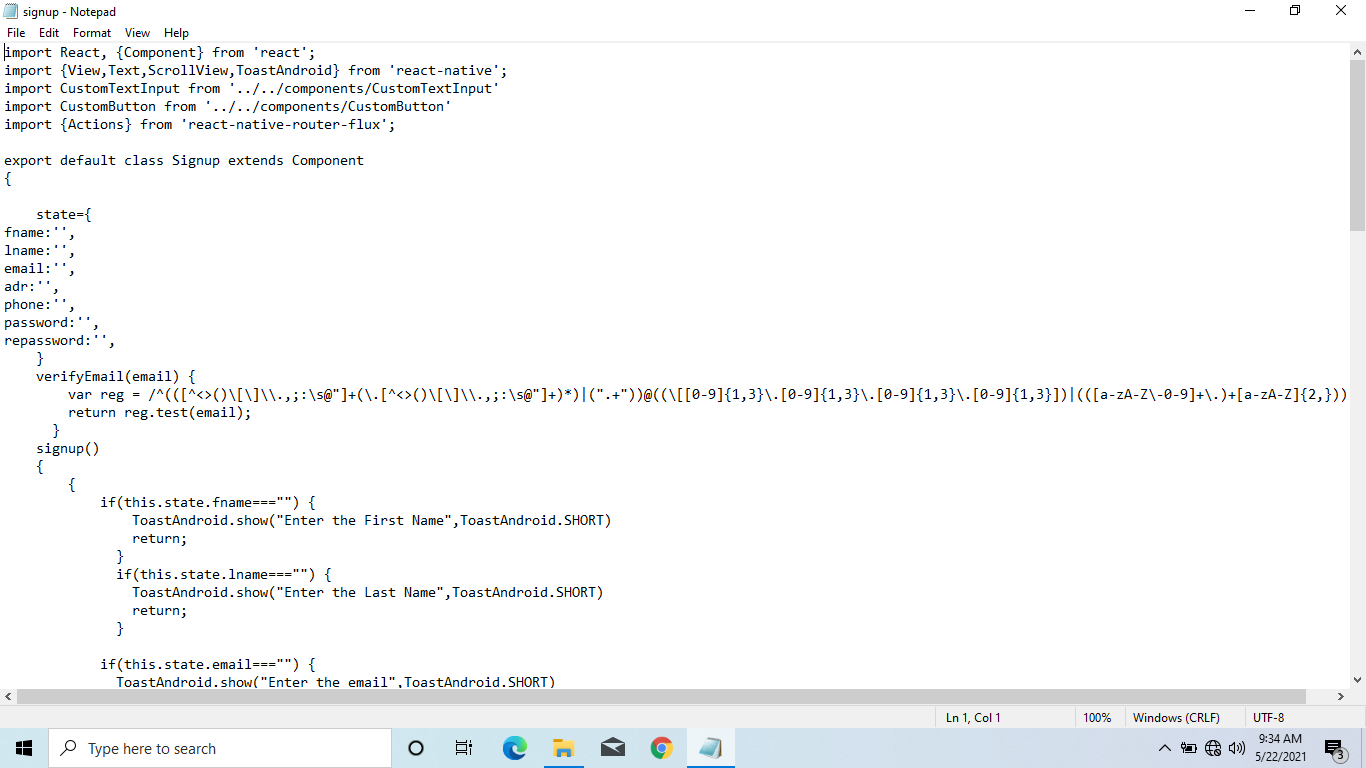 signup - Notepad
File Edit Format View Help
import React, {Component} from 'react';
import {View,Text,ScrollView,ToastAndroid} from 'react-native';
import CustomTextInput from '../../components/CustomTextInput'
import CustomButton from '../../components/CustomButton'
import {Actions} from 'react-native-router-flux';
export default class Signup extends Component
{
state={
fname:'',
lname:'',
email:'',
adr:'',
phone:'',
password:'',
repassword:'',
}
verifyEmail(email) {
var reg = /^(([^<>()\[\]\\.,;:\s@"]+(\.[^<>()\[\]\\.,;:\s@"]+)*)|(".+"))@((\[[0-9]{1,3}\.[0-9]{1,3}\.[0-9]{1,3}\.[0-9]{1,3}])|(([a-zA-Z\-0-9]+\.)+[a-zA-Z]{2,}))
return reg.test(email);
}
signup()
{
{
if(this.state.fname==="") {
ToastAndroid.show("Enter the First Name",ToastAndroid.SHORT)
return;
}
if(this.state.lname==="") {
ToastAndroid.show("Enter the Last Name",ToastAndroid.SHORT)
return;
}
if(this.state.email==="") {
ToastAndroid.show("Enter the email",ToastAndroid.SHORT)
Ln 1, Col 1 100% Windows (CRLF) UTF-8
Type here to search
9:34 AM
5/22/2021
3